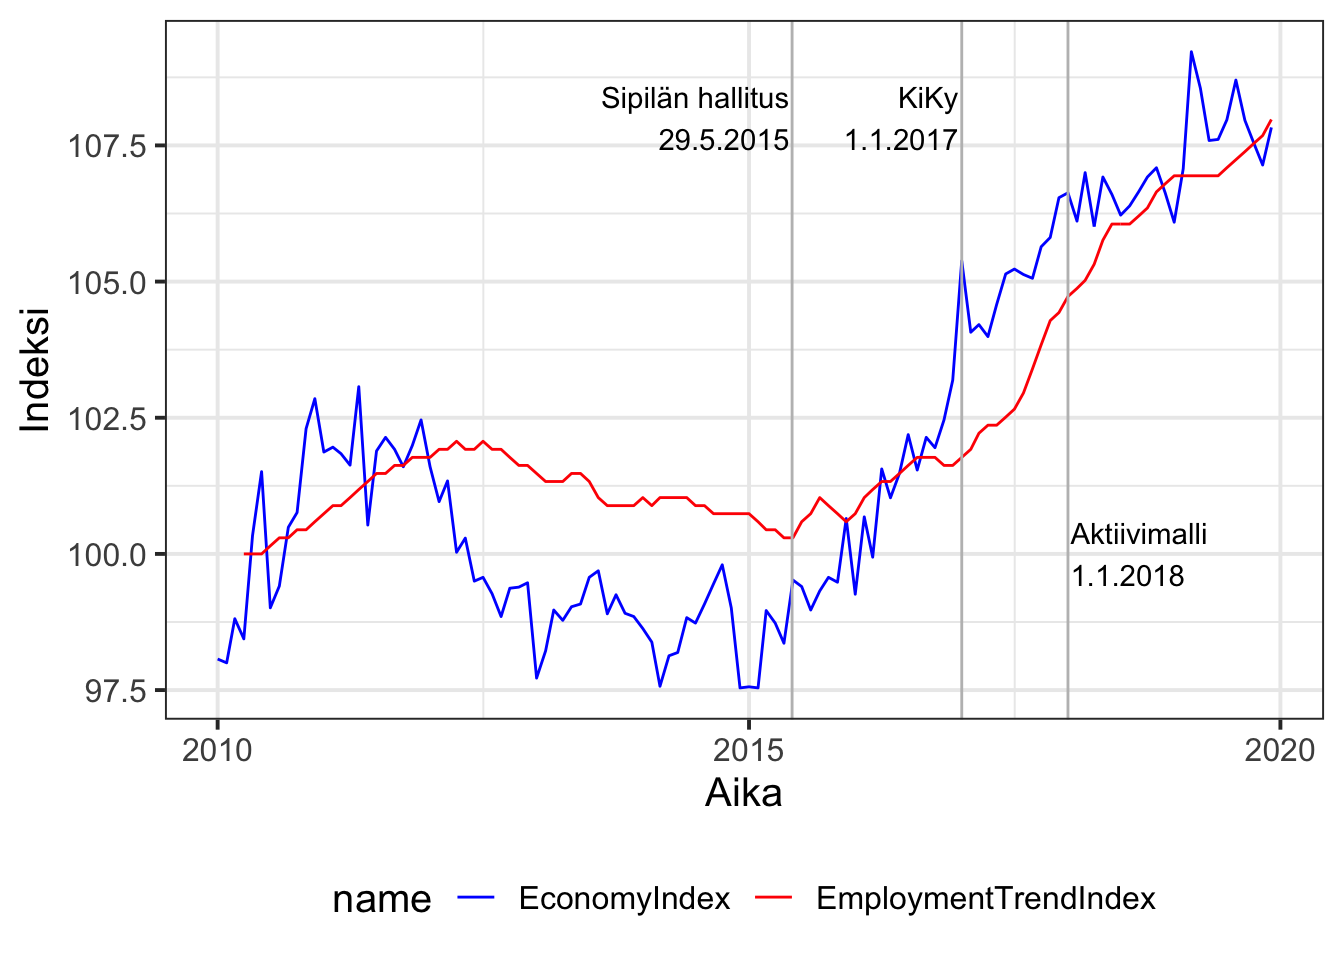 Sipilän hallitus
29.5.2015
KiKy
1.1.2017
Aktiivimalli
1.1.2018
Indeksi
107.5
105.0
102.5
100.0
97.5
2010
2015
2020
Aika
name
EconomyIndex
EmploymentTrendIndex